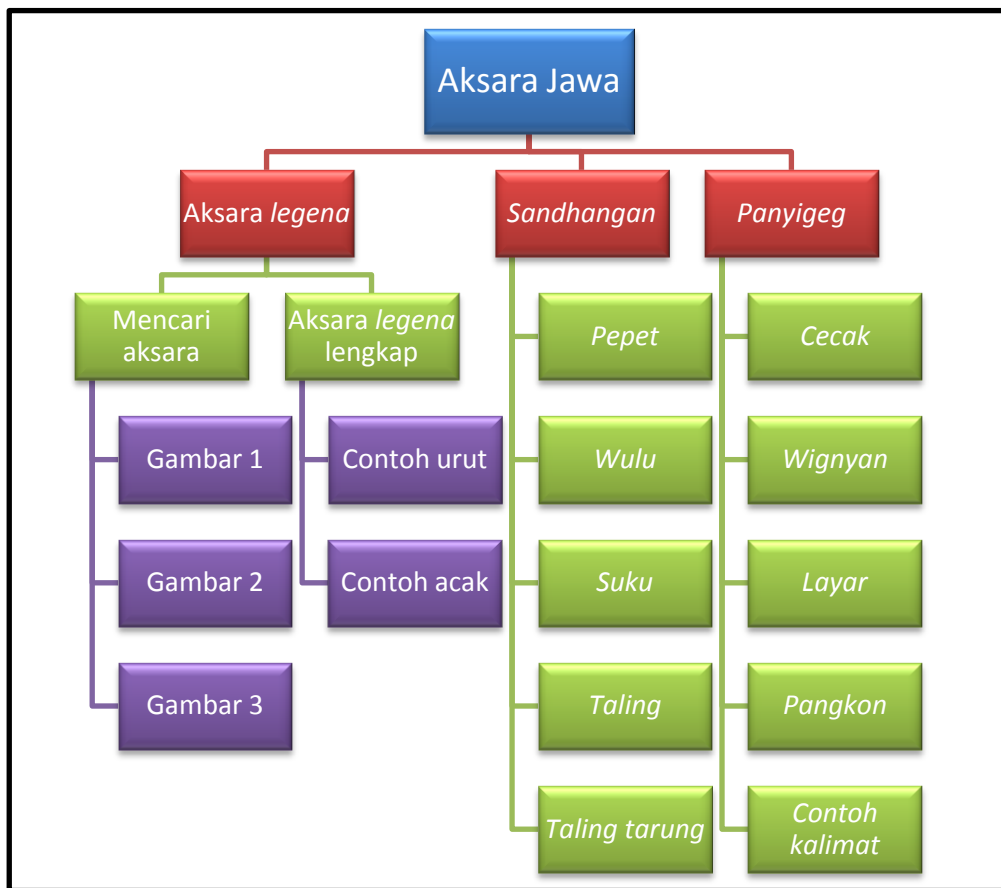 Aksara Jawa
Aksara legena
Sandhangan
Panyigeg
Mencari
aksara
Aksara legena
lengkap
Gambar 1
Gambar 2
Gambar 3
Contoh urut
Contoh acak
Pepet
Wulu
Suku
Taling
Taling tarung
Cecak
Wignyan
Layar
Pangkon
Contoh
kalimat